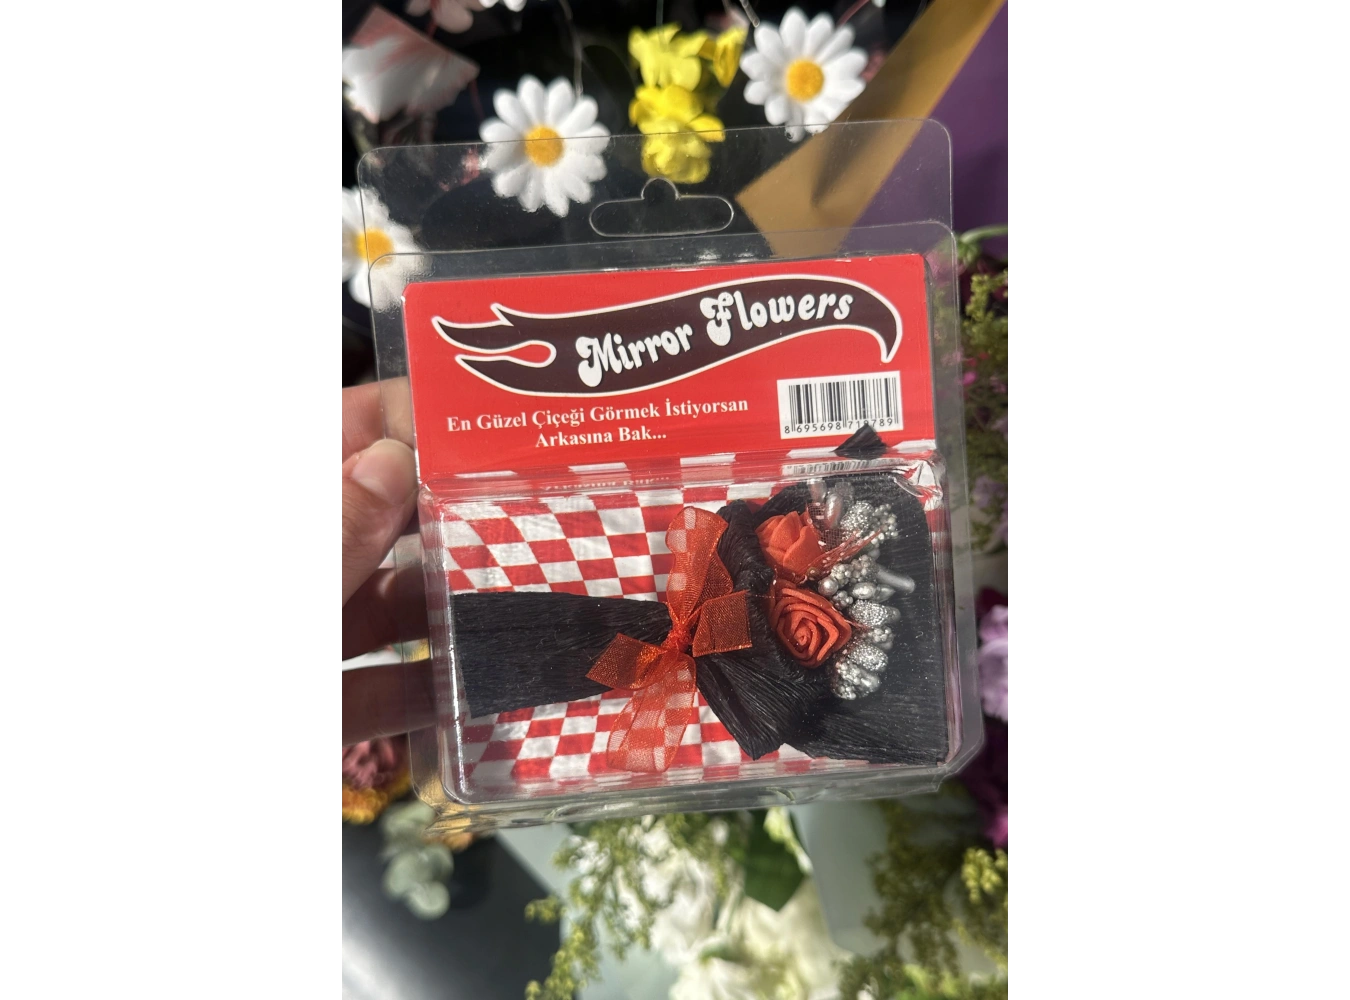 Mirror Flowers
En Güzel Çiçeği Görmek İstiyorsan
Arkasına Bak...